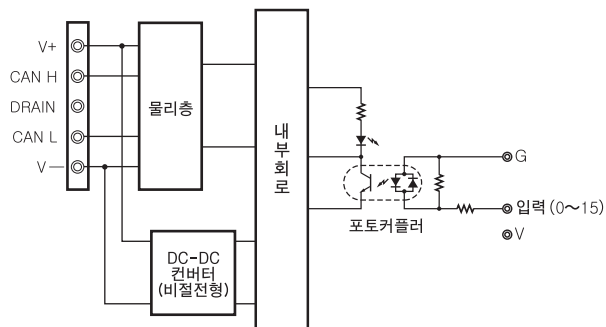 V+
CAN H
DRAIN
CAN L
V—
물리층
DC-DC
컨버터
(비절전형)
내부회로
포토커플러
G
입력(0~15)
V